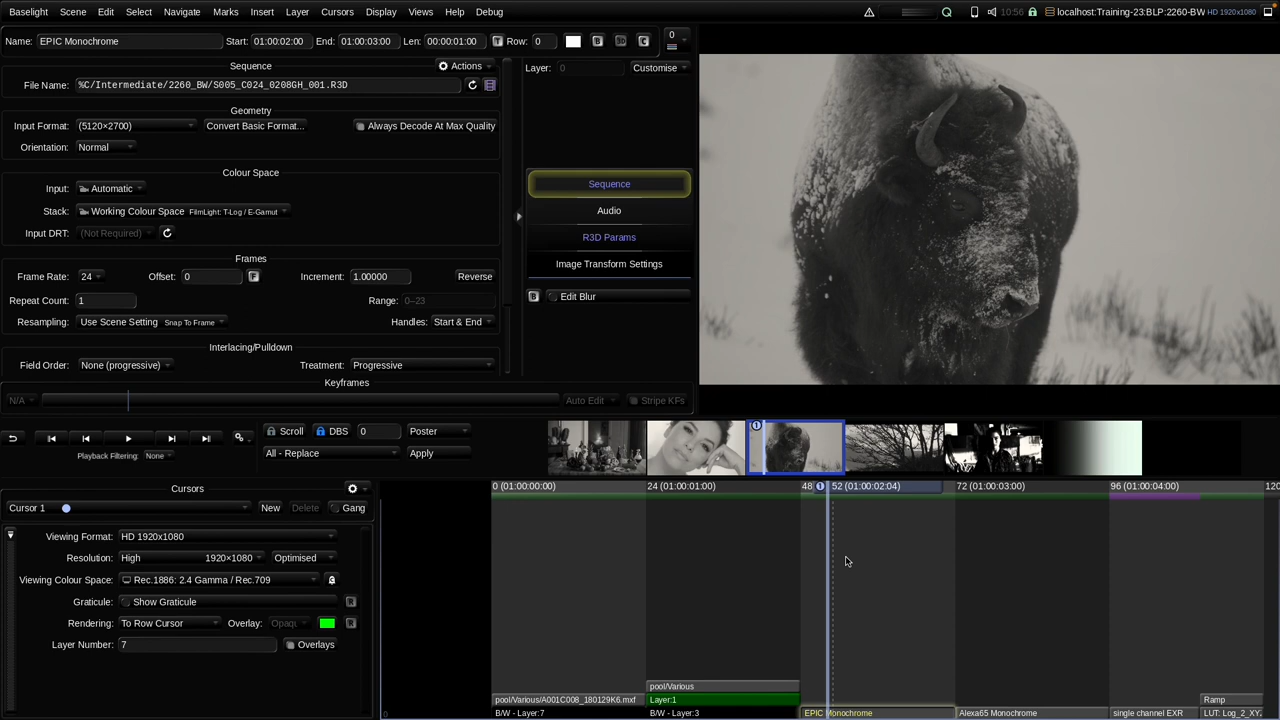 Baselight Scene Edit Select Navigate Marks Insert Layer Cursors Display Views Help Debug 10:56 localhost:Training-23:BLP:2260-BW HD 1920x1080
Name: EPIC Monochrome Start: 01:00:02:00 End: 01:00:03:00 Len: 00:00:01:00 T Row: 0 B 3D C 0
Sequence Actions Layer: 0 Customise
File Name: %C/Intermediate/2260_BW/S005_C024_0208GH_001.R3D
Geometry
Input Format: (5120×2700) Convert Basic Format... Always Decode At Max Quality
Orientation: Normal
Colour Space
Sequence
Input: Automatic
Audio
Stack: Working Colour Space FilmLight: T-Log / E-Gamut
Input DRT: (Not Required)
R3D Params
Frames
Image Transform Settings
Frame Rate: 24 Offset: 0 F Increment: 1.00000 Reverse
B Edit Blur
Repeat Count: 1 Range: 0–23
Resampling: Use Scene Setting Snap To Frame Handles: Start & End
Interlacing/Pulldown
Field Order: None (progressive) Treatment: Progressive
Keyframes
N/A Auto Edit Stripe KFs
Scroll DBS 0 Poster
Playback Filtering: None All - Replace Apply
1
Cursors 0 (01:00:00:00) 24 (01:00:01:00) 48 1 52 (01:00:02:04) 72 (01:00:03:00) 96 (01:00:04:00) 120
Cursor 1 New Delete Gang
Viewing Format: HD 1920x1080
Resolution: High 1920×1080 Optimised
Viewing Colour Space: Rec.1886: 2.4 Gamma / Rec.709
Graticule: Show Graticule R
Rendering: To Row Cursor Overlay: Opaqu R
Layer Number: 7 Overlays
pool/Various
pool/Various/A001C008_180129K6.mxf Layer:1 Ramp
0 B/W - Layer:7 B/W - Layer:3 EPIC Monochrome Alexa65 Monochrome single channel EXR LUT: Log_2_XY